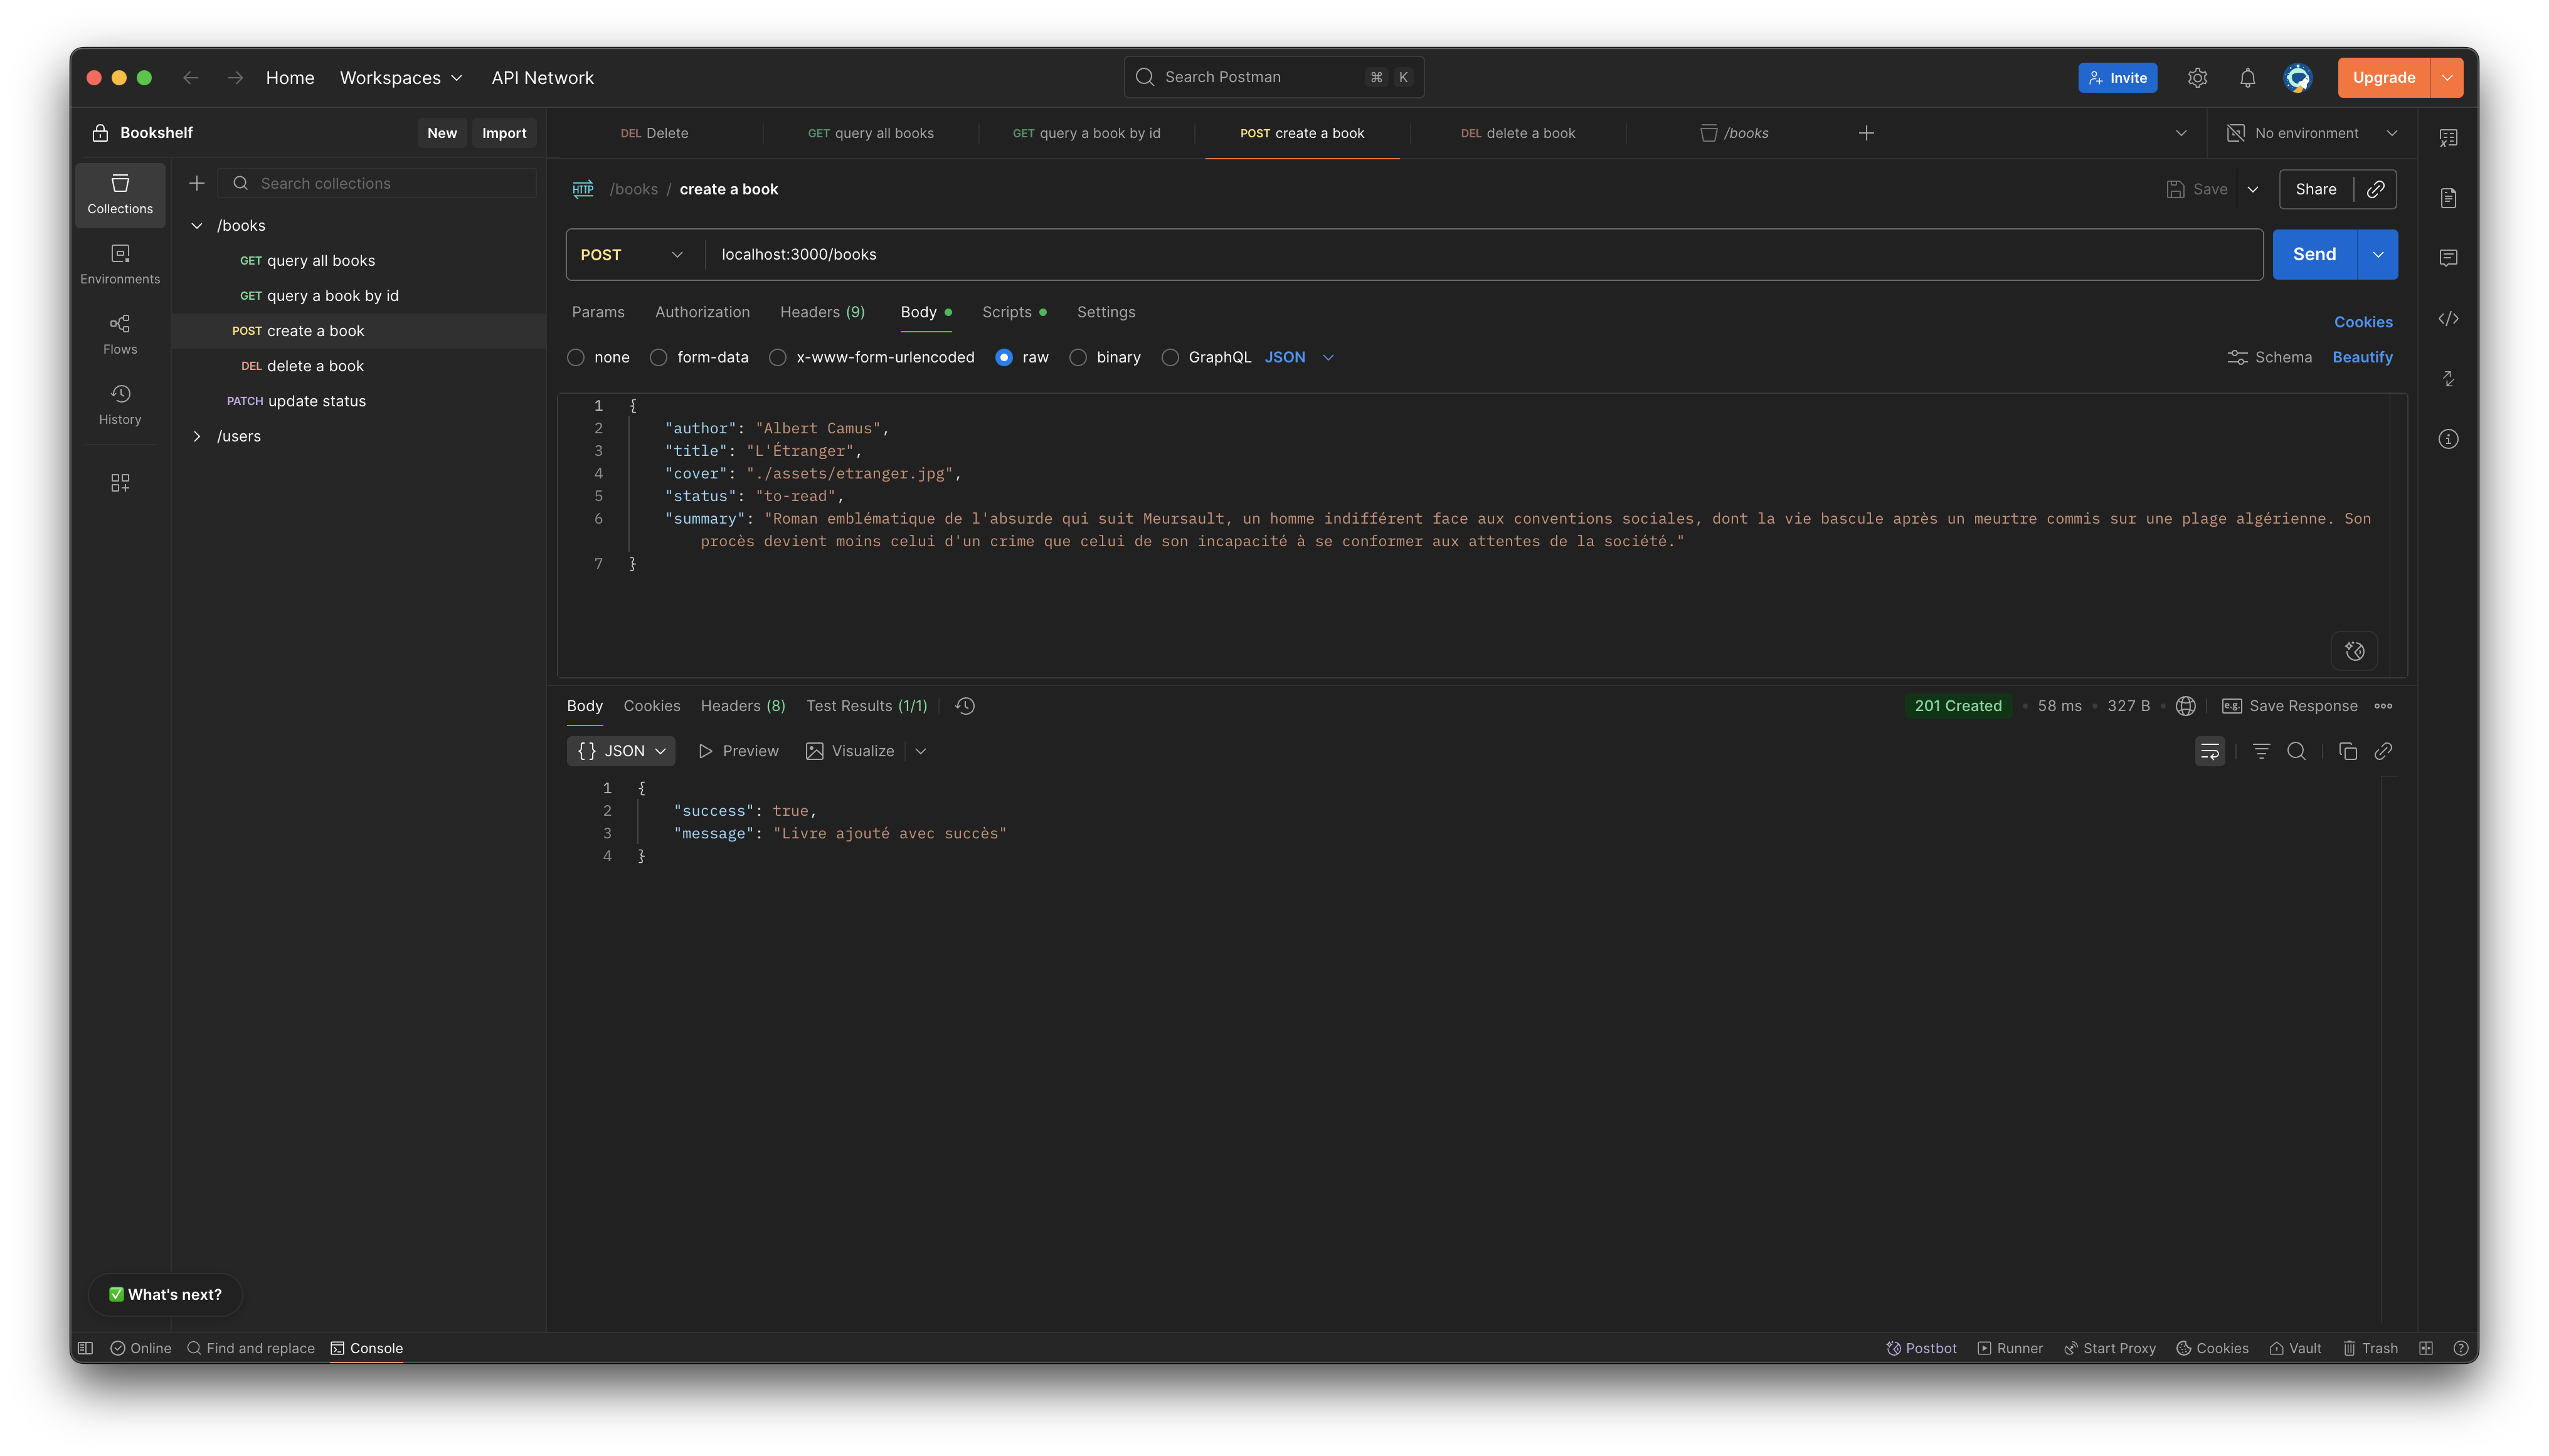 Home Workspaces API Network Search Postman ⌘ K Invite Upgrade
Bookshelf New Import DEL Delete GET query all books GET query a book by id POST create a book DEL delete a book /books No environment
Collections
Environments
Flows
History
Search collections
/books
GET query all books
GET query a book by id
POST create a book
DEL delete a book
PATCH update status
/users
HTTP /books / create a book Save Share
POST localhost:3000/books Send
Params Authorization Headers (9) Body Scripts Settings Cookies
none form-data x-www-form-urlencoded raw binary GraphQL JSON Schema Beautify
1 {
2 "author": "Albert Camus",
3 "title": "L'Étranger",
4 "cover": "./assets/etranger.jpg",
5 "status": "to-read",
6 "summary": "Roman emblématique de l'absurde qui suit Meursault, un homme indifférent face aux conventions sociales, dont la vie bascule après un meurtre commis sur une plage algérienne. Son
procès devient moins celui d'un crime que celui de son incapacité à se conformer aux attentes de la société."
7 }
Body Cookies Headers (8) Test Results (1/1) 201 Created 58 ms 327 B e.g. Save Response
{} JSON Preview Visualize
1 {
2 "success": true,
3 "message": "Livre ajouté avec succès"
4 }
What's next?
Online Find and replace Console Postbot Runner Start Proxy Cookies Vault Trash